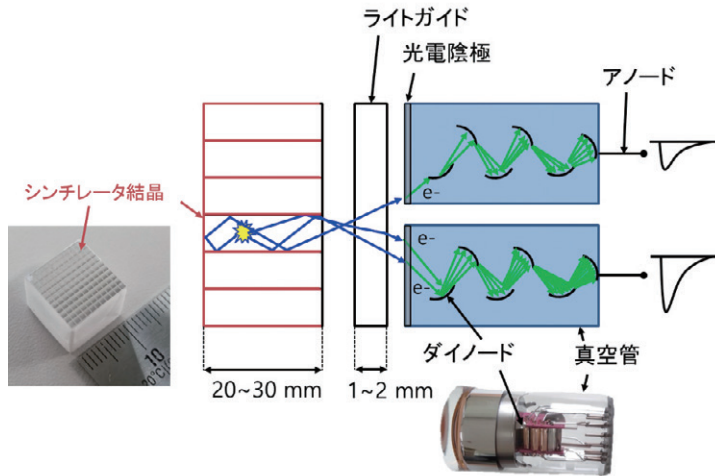 ライトガイド
光電陰極
アノード
シンチレータ結晶
e-
e-
e-
ダイノード
真空管
20~30 mm
1~2 mm
10
20°C